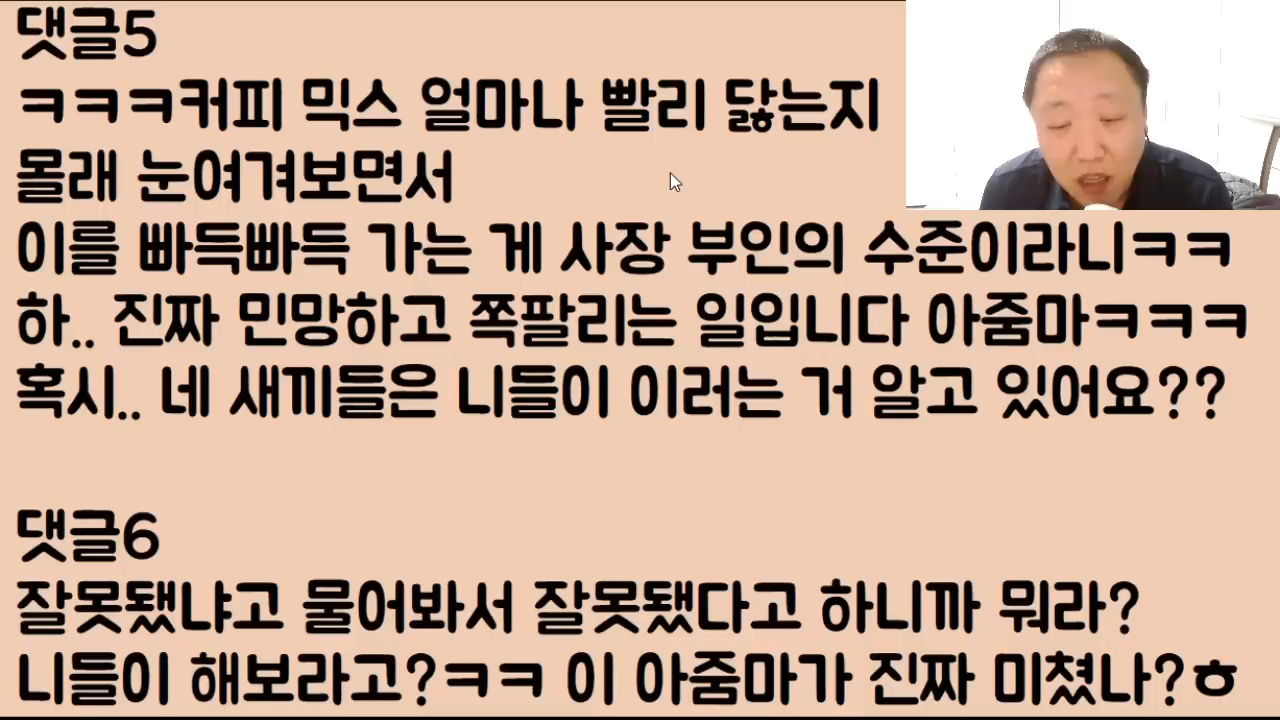 댓글5
ㅋㅋㅋ커피 믹스 얼마나 빨리 닳는지
몰래 눈여겨보면서
이를 빠득빠득 가는 게 사장 부인의 수준이라니ㅋㅋ
하.. 진짜 민망하고 쪽팔리는 일입니다 아줌마ㅋㅋㅋ
혹시.. 네 새끼들은 니들이 이러는 거 알고 있어요??
댓글6
잘못됐냐고 물어봐서 잘못됐다고 하니까 뭐라?
니들이 해보라고?ㅋㅋ 이 아줌마가 진짜 미쳤나?ㅎ